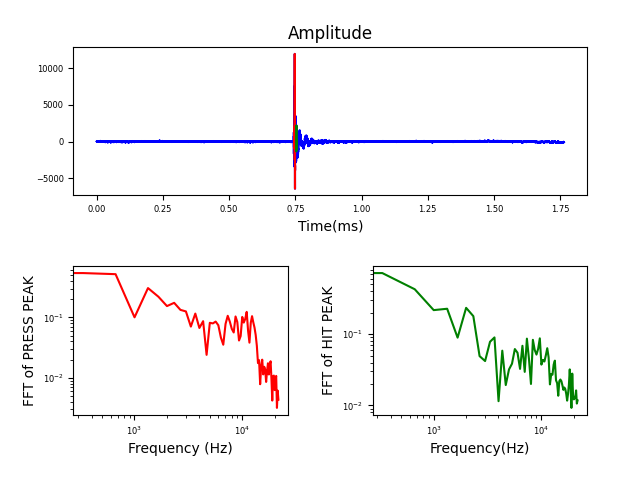 Amplitude
10000
5000
0
−5000
0.00 0.25 0.50 0.75 1.00 1.25 1.50 1.75
Time(ms)
FFT of PRESS PEAK
10⁻¹
10⁻²
10³ 10⁴
Frequency (Hz)
FFT of HIT PEAK
10⁻¹
10⁻²
10³ 10⁴
Frequency(Hz)